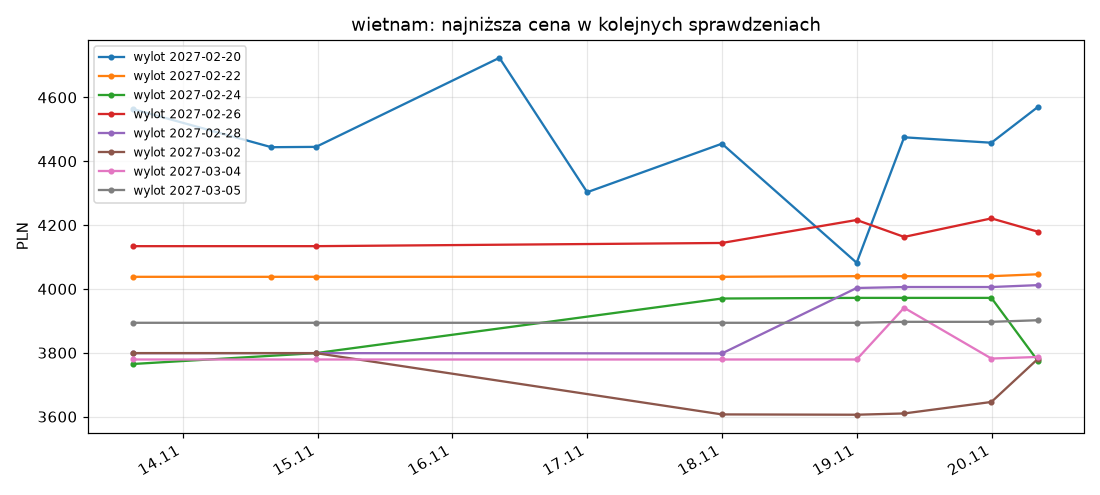 wietnam: najniższa cena w kolejnych sprawdzeniach
wylot 2027-02-20
wylot 2027-02-22
wylot 2027-02-24
wylot 2027-02-26
wylot 2027-02-28
wylot 2027-03-02
wylot 2027-03-04
wylot 2027-03-05
PLN
4600
4400
4200
4000
3800
3600
14.11
15.11
16.11
17.11
18.11
19.11
20.11